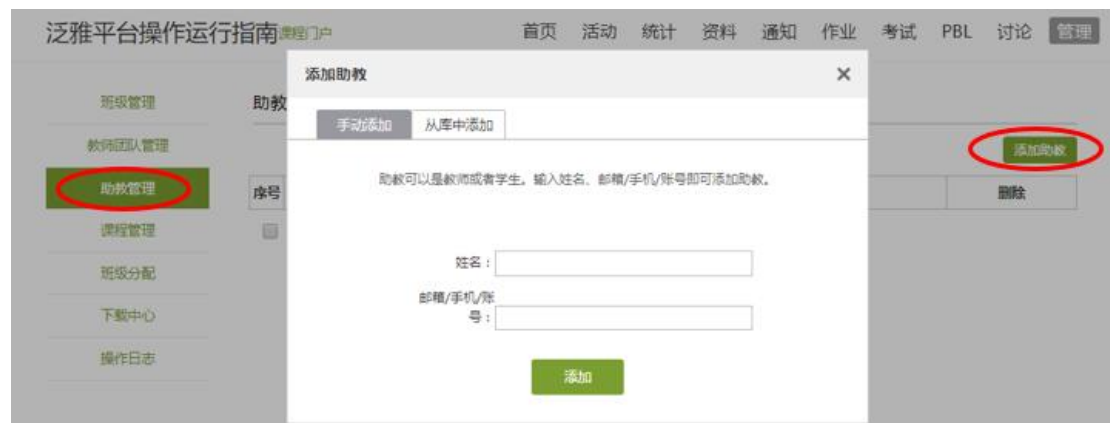 泛雅平台操作运行指南 课程门户 首页 活动 统计 资料 通知 作业 考试 PBL 讨论 管理
添加助教 ×
班级管理 助教
手动添加 从库中添加
教师团队管理 添加助教
助教可以是教师或者学生。输入姓名、邮箱/手机/账号即可添加助教。
助教管理 序号 删除
课程管理
姓名：
班级分配
邮箱/手机/账
号：
下载中心
操作日志
添加